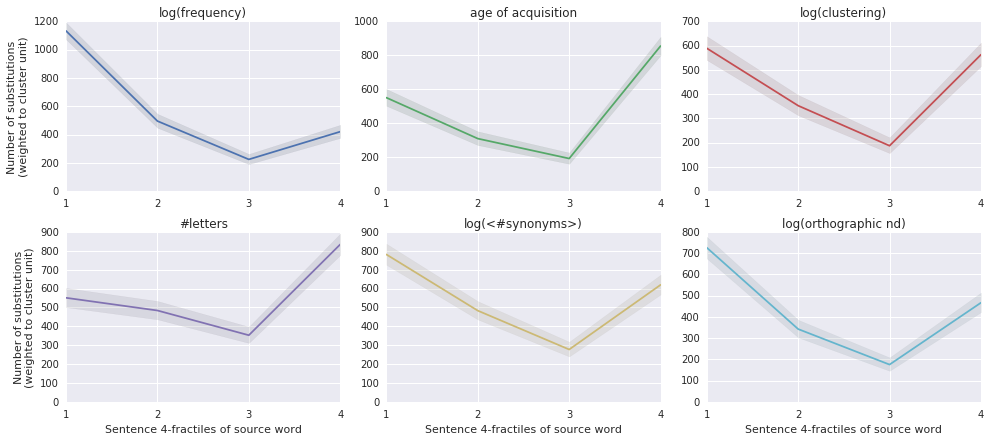 log(frequency)
Number of substitutions
(weighted to cluster unit)
1200
1000
800
600
400
200
0
1 2 3 4
age of acquisition
1000
800
600
400
200
0
1 2 3 4
log(clustering)
700
600
500
400
300
200
100
0
1 2 3 4
#letters
Number of substitutions
(weighted to cluster unit)
900
800
700
600
500
400
300
200
100
0
1 2 3 4
Sentence 4-fractiles of source word
log(<#synonyms>)
900
800
700
600
500
400
300
200
100
0
1 2 3 4
Sentence 4-fractiles of source word
log(orthographic nd)
800
700
600
500
400
300
200
100
0
1 2 3 4
Sentence 4-fractiles of source word